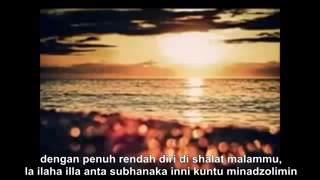 dengan penuh rendah diri di shalat malammu,
la ilaha illa anta subhanaka inni kuntu minadzolimin